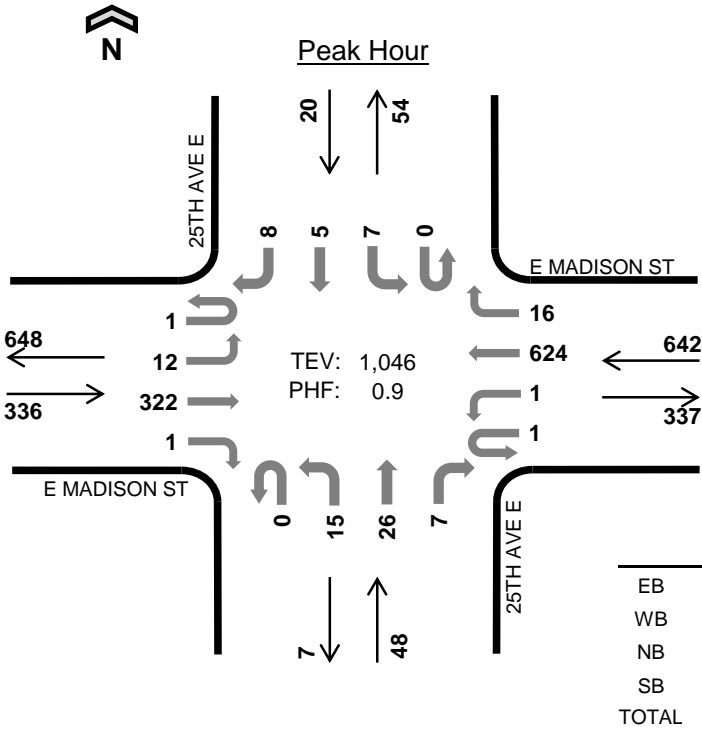 N
Peak Hour
20
54
25TH AVE E
8
5
7
0
E MADISON ST
1
16
648
12
624
642
TEV: 1,046
PHF: 0.9
336
322
1
337
1
1
E MADISON ST
0
15
26
7
25TH AVE E
7
48
EB
WB
NB
SB
TOTAL